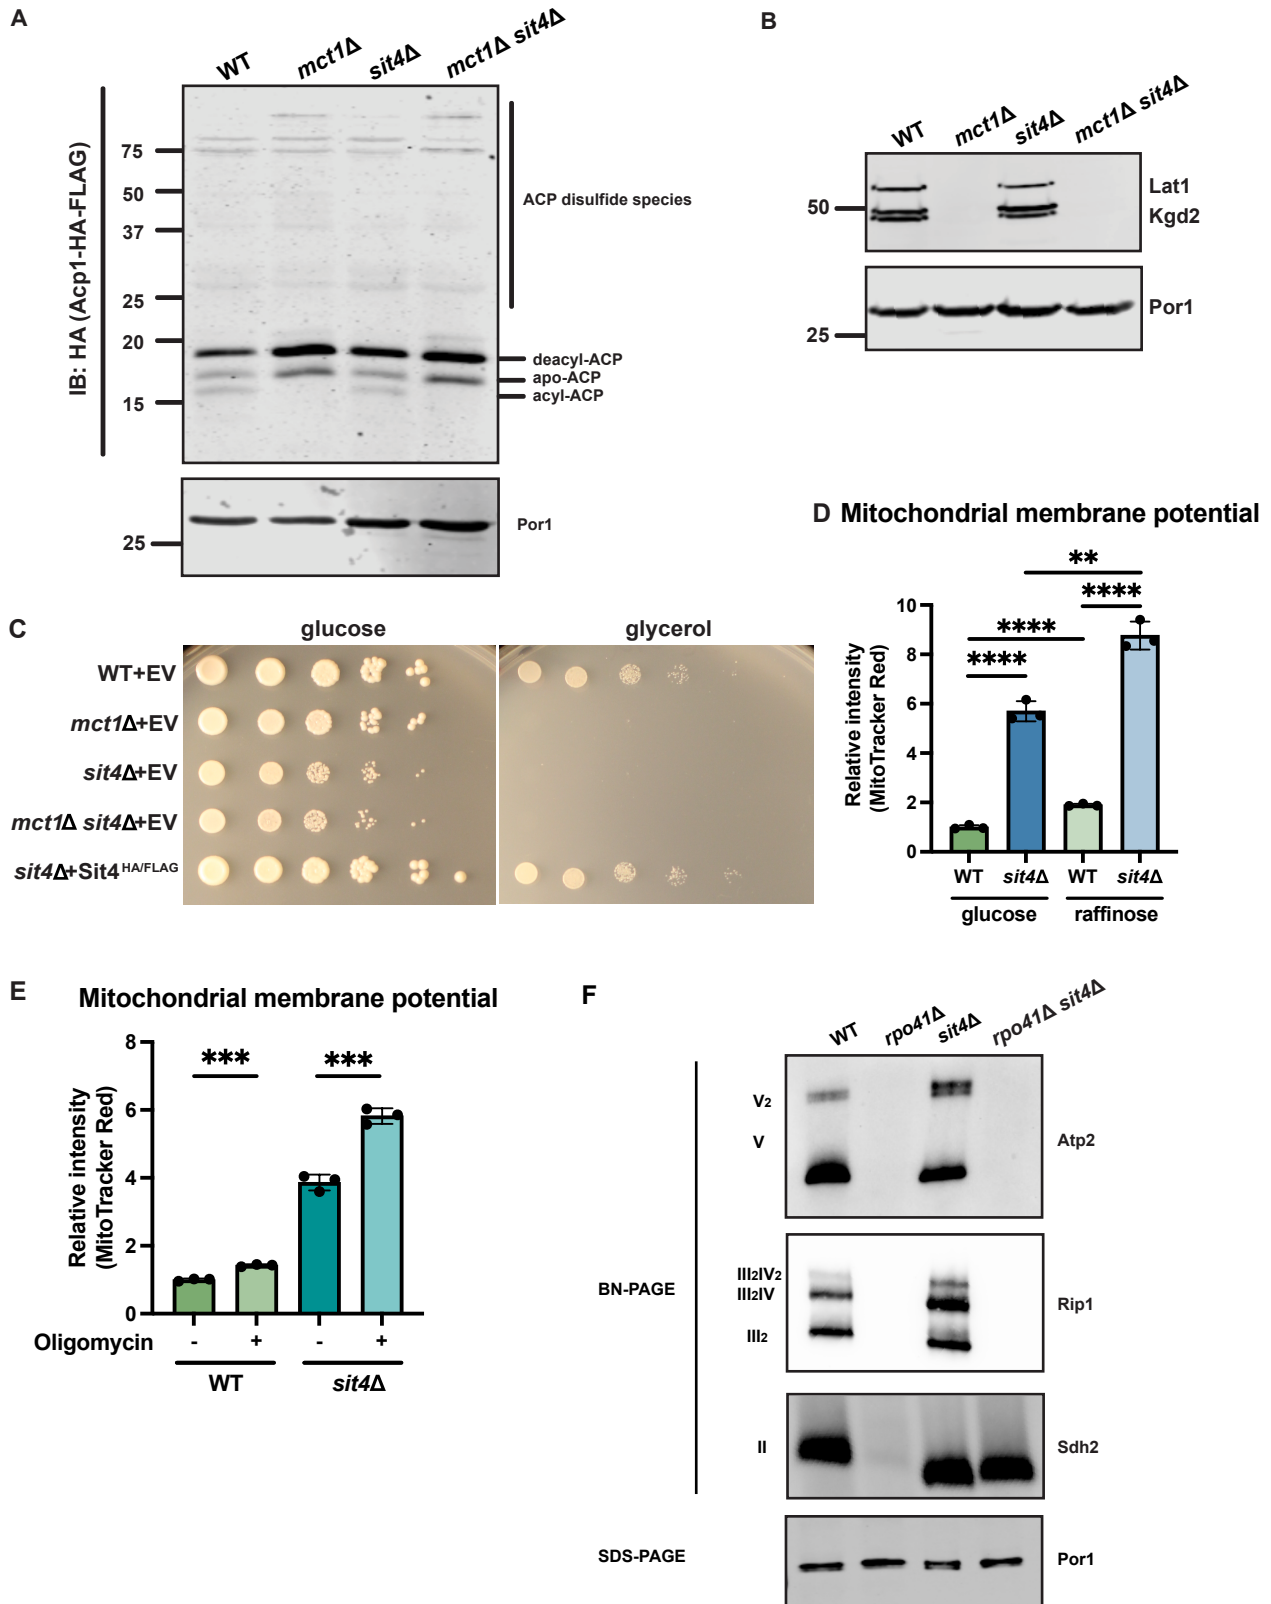 A
WT
mct1Δ
sit4Δ
mct1Δ sit4Δ
IB: HA (Acp1-HA-FLAG)
75
50
37
25
20
15
ACP disulfide species
deacyl-ACP
apo-ACP
acyl-ACP
25
Por1
B
WT
mct1Δ
sit4Δ
mct1Δ sit4Δ
50
Lat1
Kgd2
25
Por1
C
glucose
glycerol
WT+EV
mct1Δ+EV
sit4Δ+EV
mct1Δ sit4Δ+EV
sit4Δ+Sit4HA/FLAG
D Mitochondrial membrane potential
Relative intensity
(MitoTracker Red)
10
8
6
4
2
0
**
****
****
****
WT
sit4Δ
WT
sit4Δ
glucose
raffinose
E
Mitochondrial membrane potential
Relative intensity
(MitoTracker Red)
8
6
4
2
0
***
***
Oligomycin
-
+
-
+
WT
sit4Δ
F
WT
rpo41Δ
sit4Δ
rpo41Δ sit4Δ
BN-PAGE
V2
V
Atp2
III2IV2
III2IV
III2
Rip1
II
Sdh2
SDS-PAGE
Por1